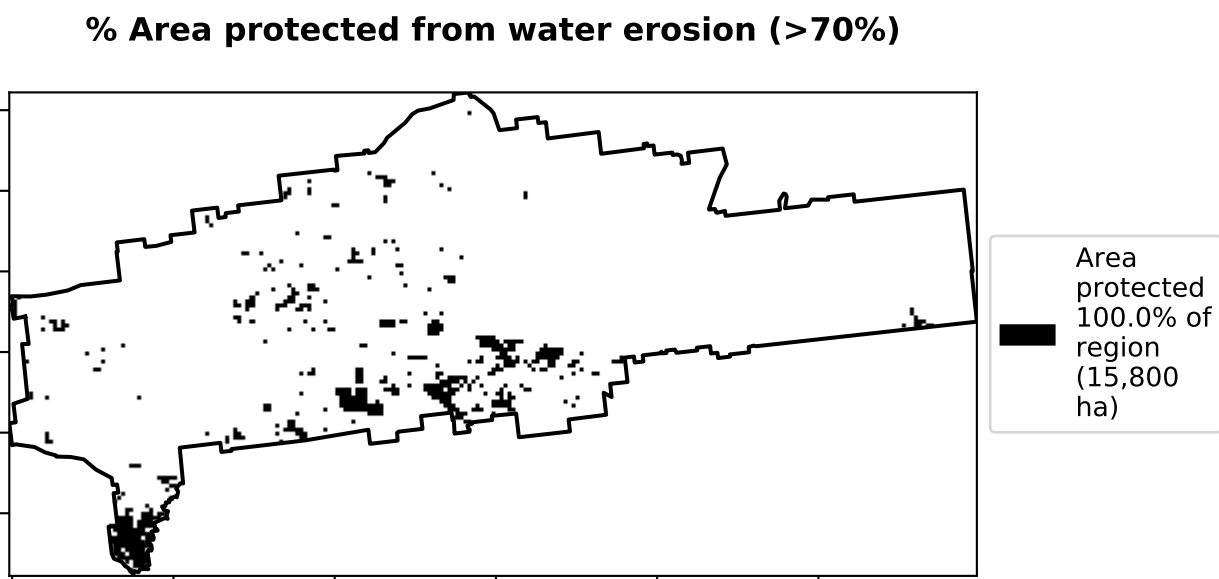 % Area protected from water erosion (>70%)
Area
protected
100.0% of
region
(15,800
ha)